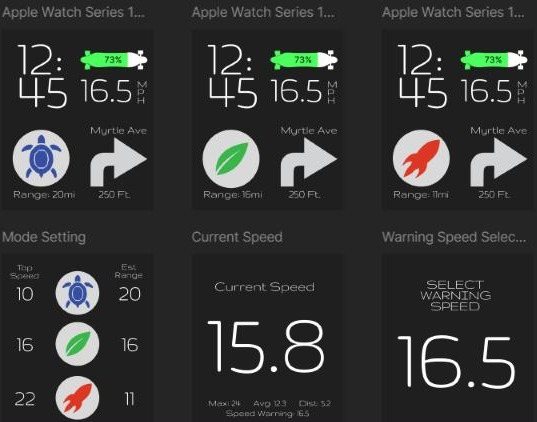 Apple Watch Series 1...
12:
45
73%
16.5 MPH
Myrtle Ave
Range: 20mi
250 Ft.
Apple Watch Series 1...
12:
45
73%
16.5 MPH
Myrtle Ave
Range: 16mi
250 Ft.
Apple Watch Series 1...
12:
45
73%
16.5 MPH
Myrtle Ave
Range: 11mi
250 Ft.
Mode Setting
Top Speed
Est. Range
10 20
16 16
22 11
Current Speed
Current Speed
15.8
Max: 24 Avg: 12.3 Dist: 5.2
Speed Warning: 16.5
Warning Speed Selec...
SELECT
WARNING
SPEED
16.5